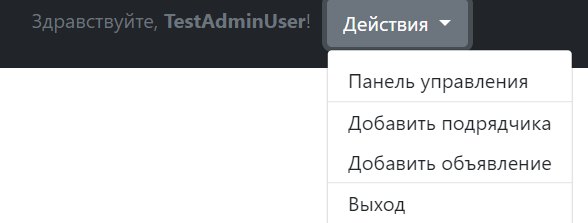 Здравствуйте, TestAdminUser!
Действия
Панель управления
Добавить подрядчика
Добавить объявление
Выход